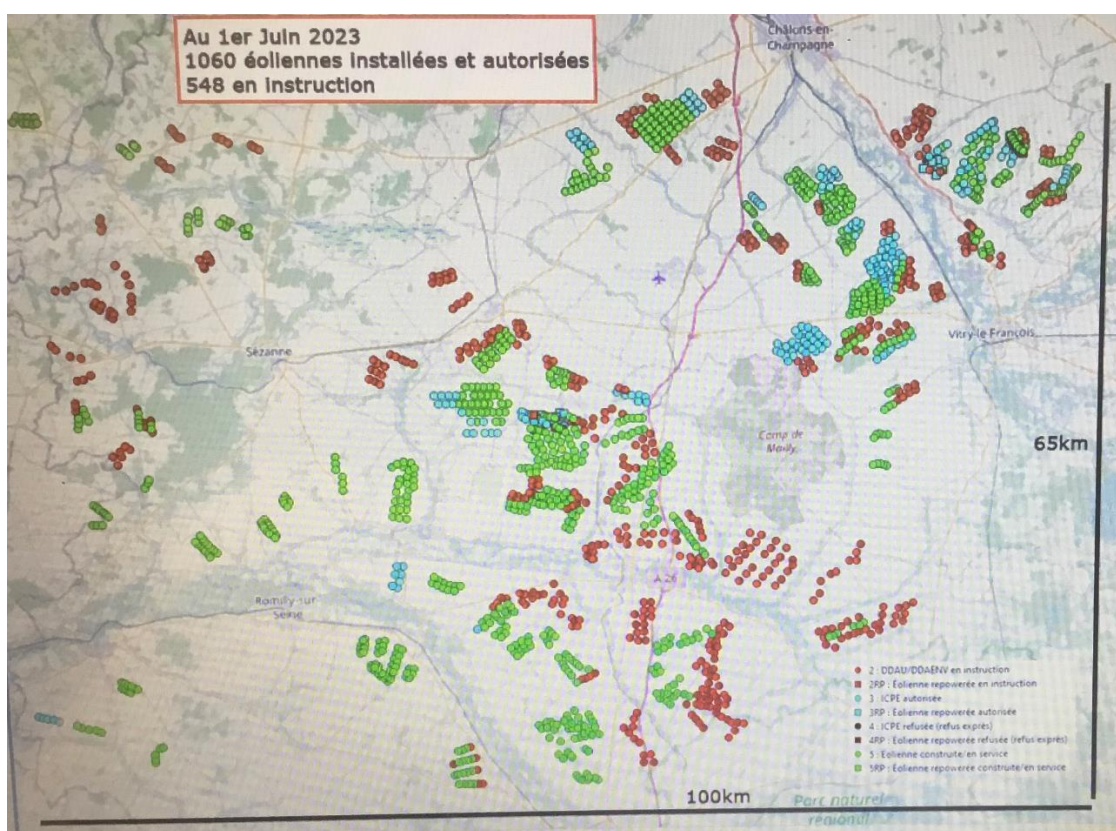 Au 1er Juin 2023
1060 éoliennes installées et autorisées
548 en instruction
Châlons-en-
Champagne
Vitry-le-François
Sézanne
Camp de
Mailly
65km
A 26
Romilly-sur
Seine
2 : DDAU/DDAENV en instruction
2RP : Eolienne repowerée en instruction
3 : ICPE autorisée
3RP : Eolienne repowerée autorisée
4 : ICPE refusée (refus exprès)
4RP : Eolienne repowerée refusée (refus exprès)
5 : Eolienne construite/en service
5RP : Eolienne repowerée construite/en service
100km
Parc naturel
régional